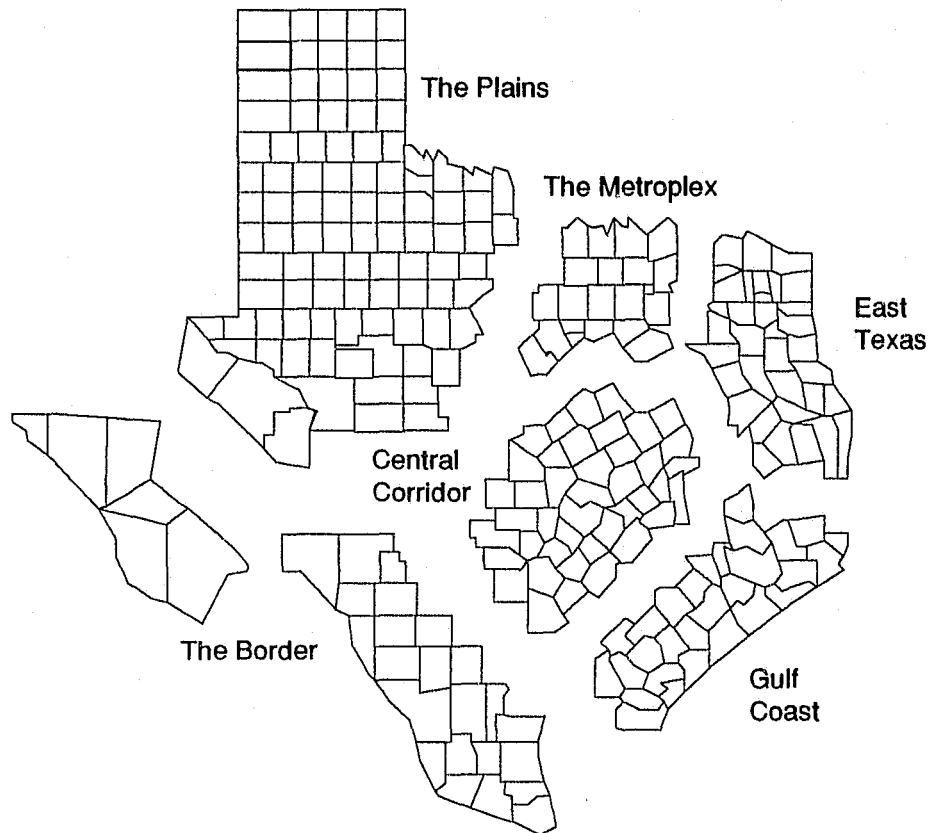 The Plains
The Metroplex
East
Texas
Central
Corridor
The Border
Gulf
Coast